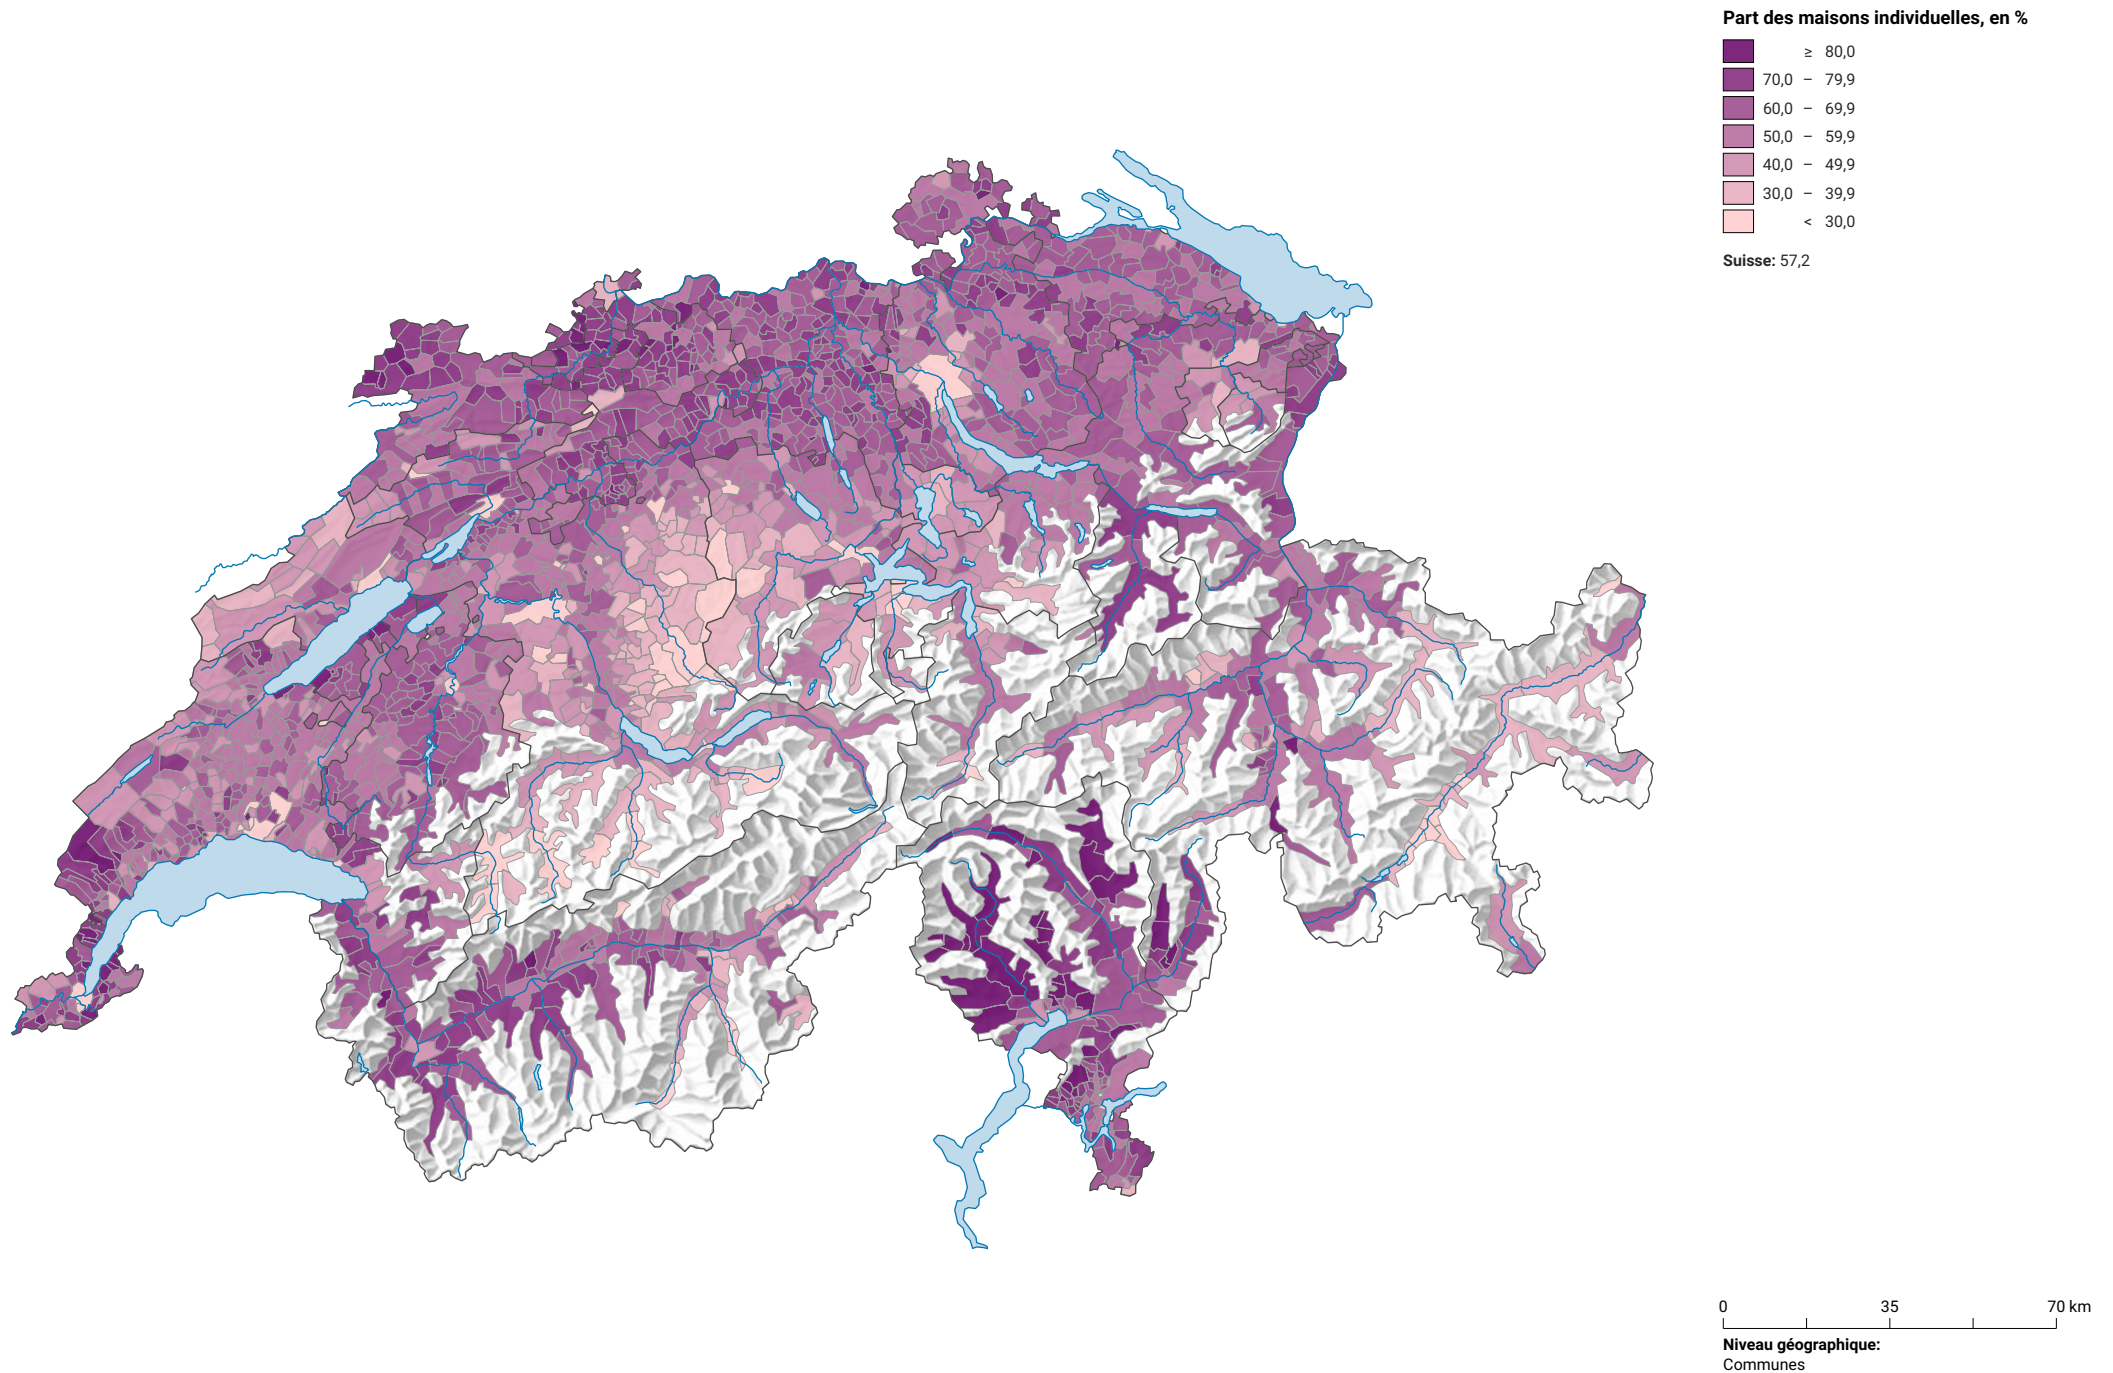 Part des maisons individuelles, en %
≥ 80,0
70,0 – 79,9
60,0 – 69,9
50,0 – 59,9
40,0 – 49,9
30,0 – 39,9
< 30,0
Suisse: 57,2
0 35 70 km
Niveau géographique:
Communes